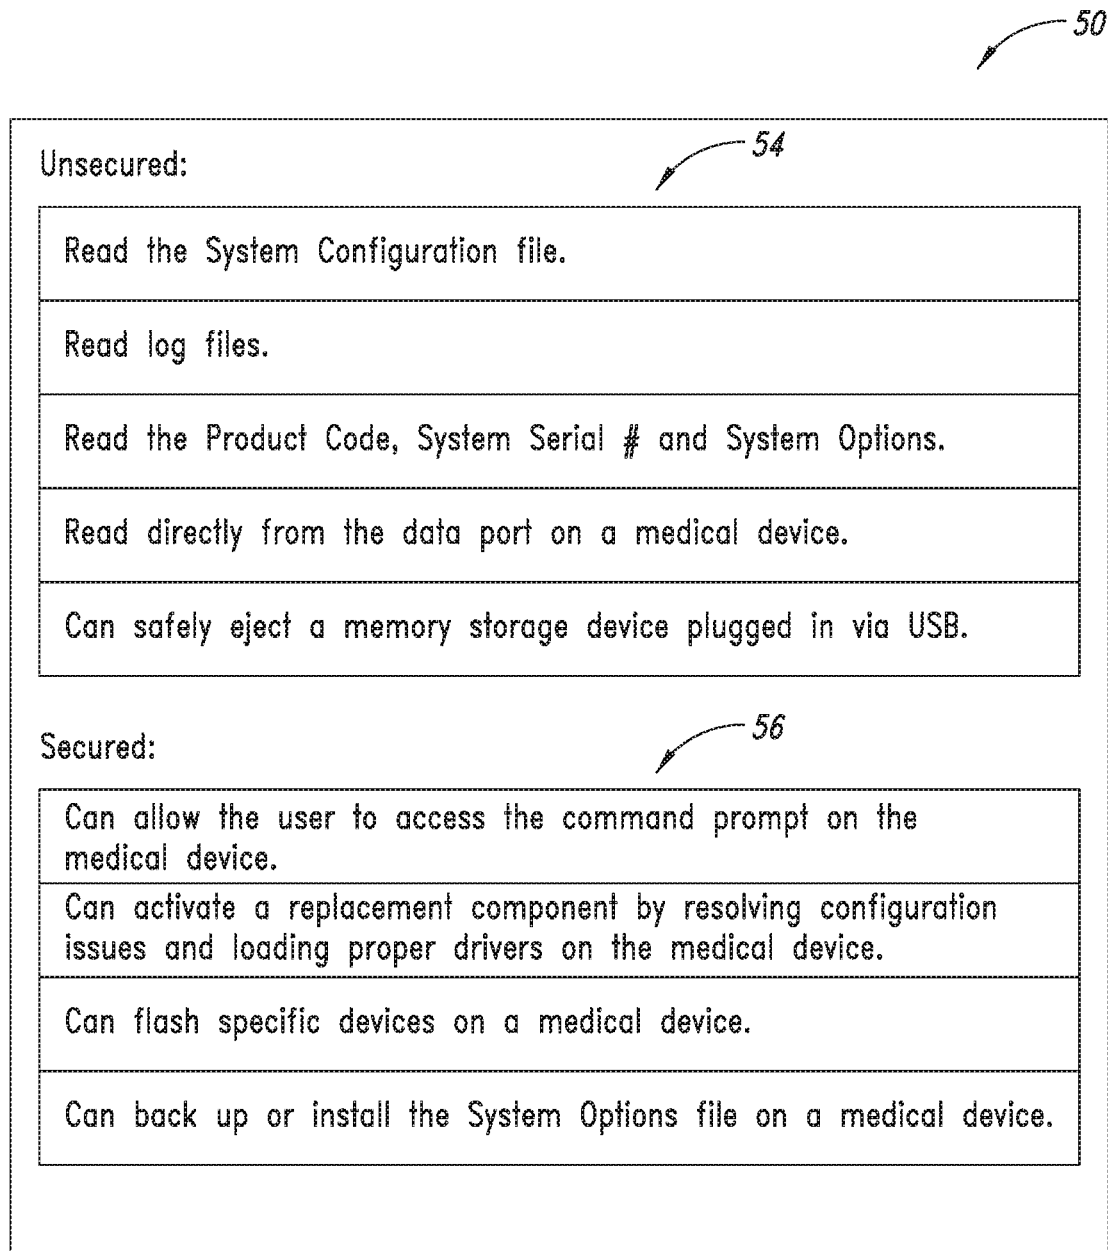 50
Unsecured:
54
Read the System Configuration file.
Read log files.
Read the Product Code, System Serial # and System Options.
Read directly from the data port on a medical device.
Can safely eject a memory storage device plugged in via USB.
Secured:
56
Can allow the user to access the command prompt on the
medical device.
Can activate a replacement component by resolving configuration
issues and loading proper drivers on the medical device.
Can flash specific devices on a medical device.
Can back up or install the System Options file on a medical device.